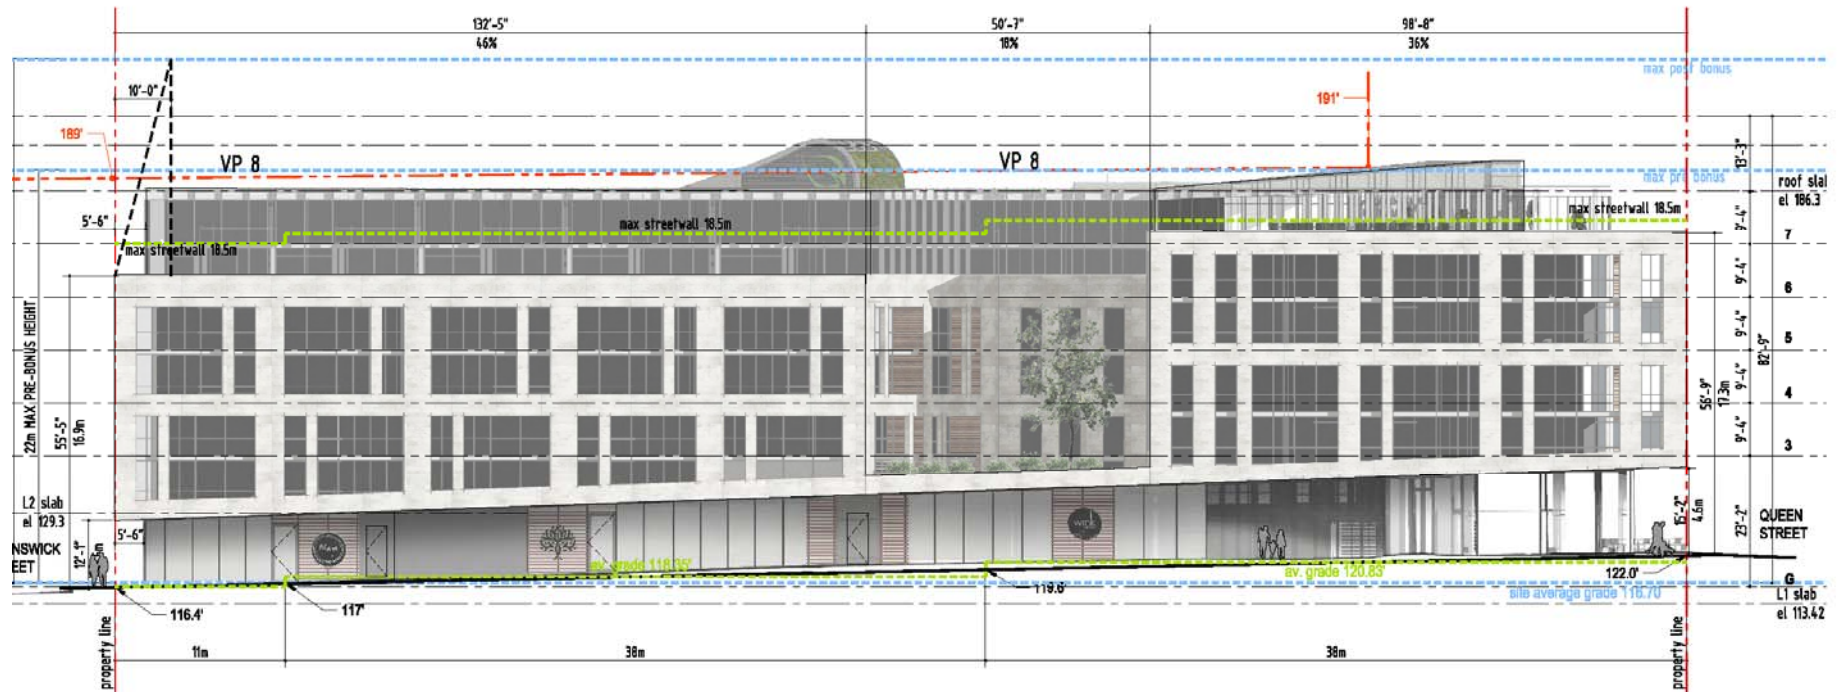 132'-5"
50'-7"
98'-8"
46%
18%
36%
max post bonus
10'-0"
191'
189'
VP 8
VP 8
13'-3"
max pre bonus
roof slab
el 186.3
5'-6"
max streetwall 18.5m
max streetwall 18.5m
max streetwall 18.5m
9'-4"
7
9'-4"
6
9'-4"
5
82'-9"
22m MAX PRE-BONUS HEIGHT
55'-5"
16.9m
56'-9"
17.3m
9'-4"
4
9'-4"
3
L2 slab
el 129.3
5'-6"
12'-1"
15'-2"
4.6m
23'-2"
QUEEN
STREET
NSWICK
EET
wink
av. grade 118.35'
av. grade 120.83'
122.0'
G
116.4'
117'
119.6'
site average grade 118.70
L1 slab
el 113.42
property line
11m
38m
38m
property line